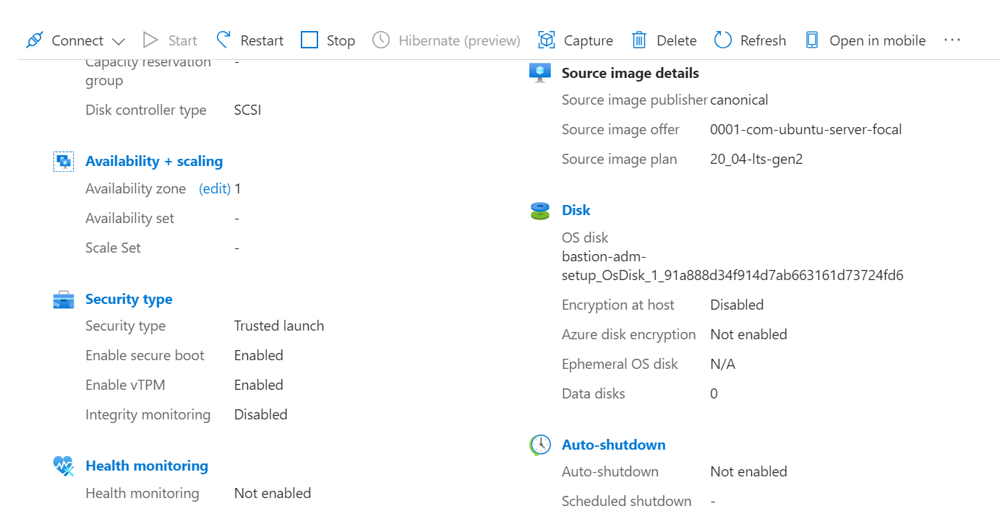 Connect Start Restart Stop Hibernate (preview) Capture Delete Refresh Open in mobile ···
Capacity reservation -
group
Disk controller type SCSI
Availability + scaling
Availability zone (edit) 1
Availability set -
Scale Set -
Security type
Security type Trusted launch
Enable secure boot Enabled
Enable vTPM Enabled
Integrity monitoring Disabled
Health monitoring
Health monitoring Not enabled
Source image details
Source image publisher canonical
Source image offer 0001-com-ubuntu-server-focal
Source image plan 20_04-lts-gen2
Disk
OS disk
bastion-adm-
setup_OsDisk_1_91a888d34f914d7ab663161d73724fd6
Encryption at host Disabled
Azure disk encryption Not enabled
Ephemeral OS disk N/A
Data disks 0
Auto-shutdown
Auto-shutdown Not enabled
Scheduled shutdown -